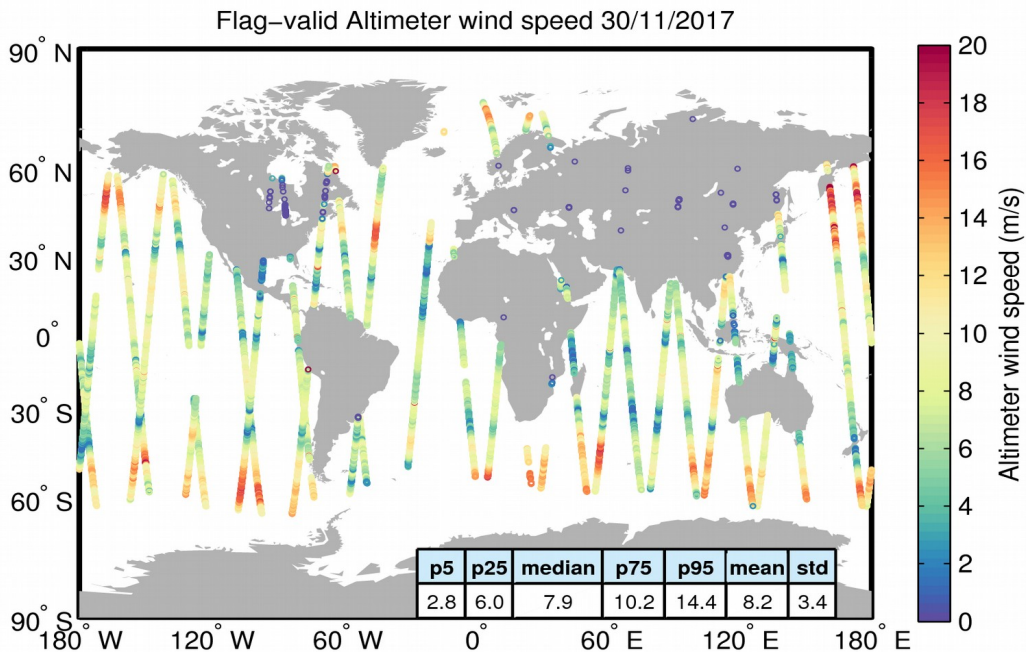 Flag−valid Altimeter wind speed 30/11/2017
90° N
60° N
30° N
0°
30° S
60° S
90° S
180° W
120° W
60° W
0°
60° E
120° E
180° E
p5 p25 median p75 p95 mean std
2.8 6.0 7.9 10.2 14.4 8.2 3.4
20
18
16
14
12
10
8
6
4
2
0
Altimeter wind speed (m/s)